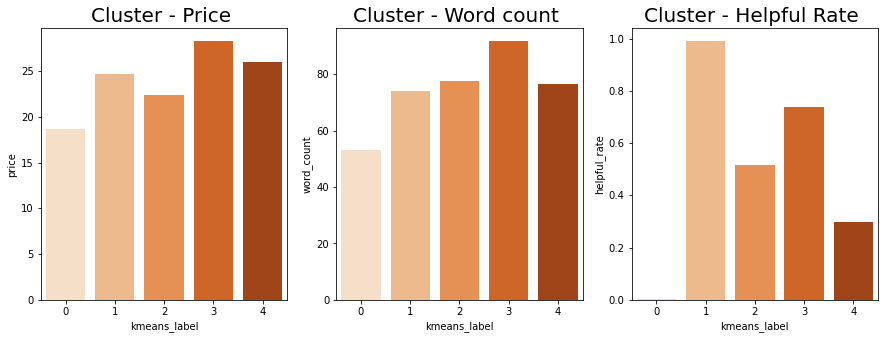 Cluster - Price
25
20
15
10
5
0
price
0 1 2 3 4
kmeans_label
Cluster - Word count
80
60
40
20
0
word_count
0 1 2 3 4
kmeans_label
Cluster - Helpful Rate
1.0
0.8
0.6
0.4
0.2
0.0
helpful_rate
0 1 2 3 4
kmeans_label